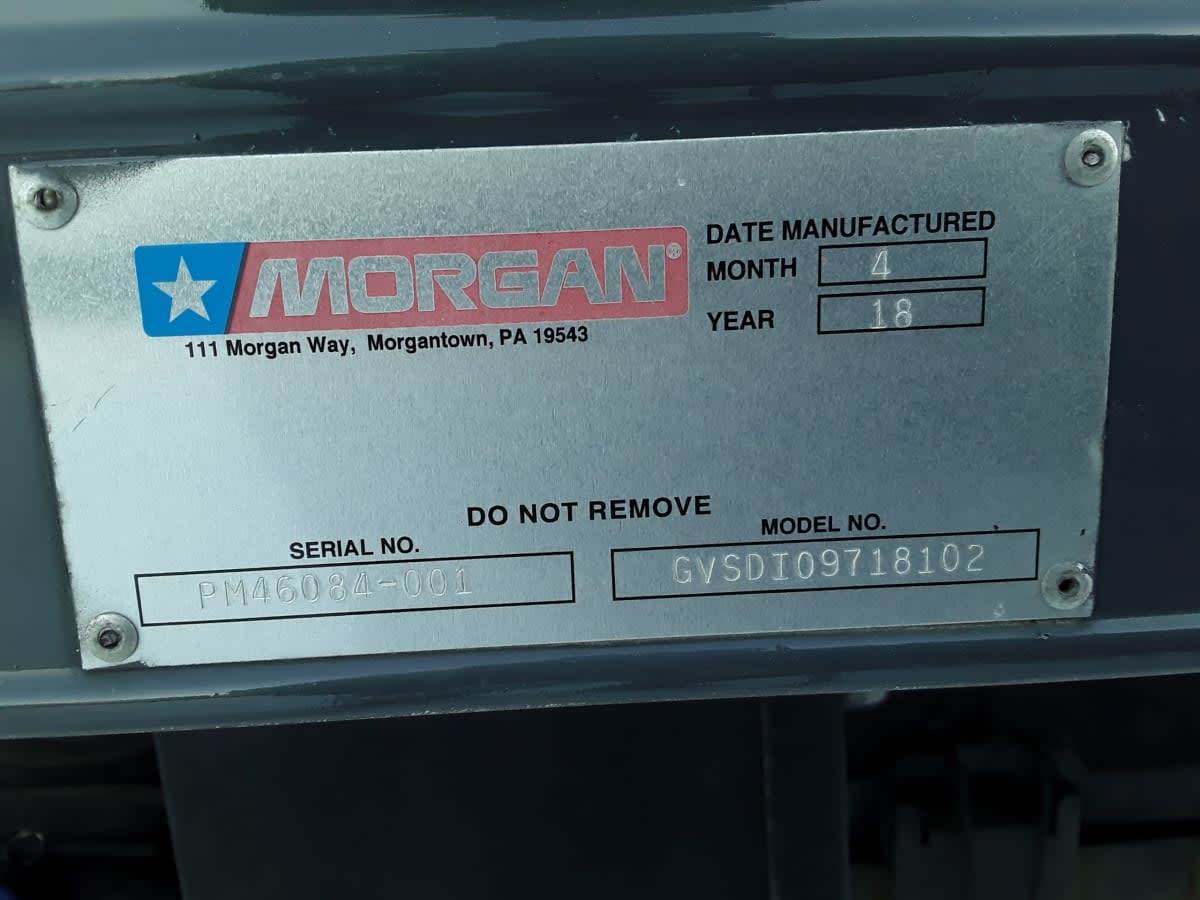 MORGAN®
111 Morgan Way, Morgantown, PA 19543
DATE MANUFACTURED
MONTH 4
YEAR 18
DO NOT REMOVE
SERIAL NO.
PM46084-001
MODEL NO.
GVSDI09718102